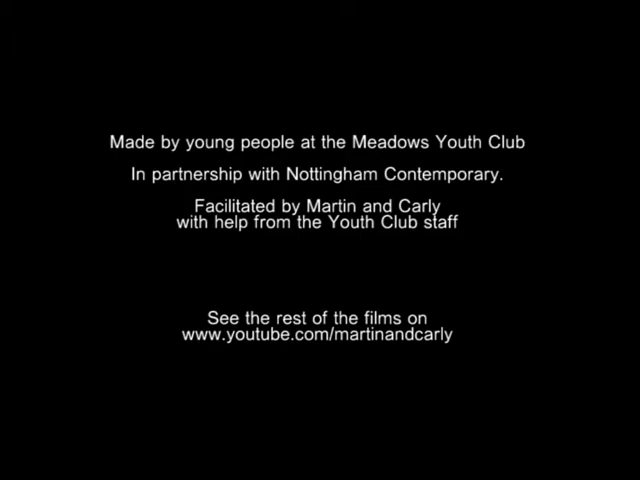 Made by young people at the Meadows Youth Club
In partnership with Nottingham Contemporary.
Facilitated by Martin and Carly
with help from the Youth Club staff
See the rest of the films on
www.youtube.com/martinandcarly